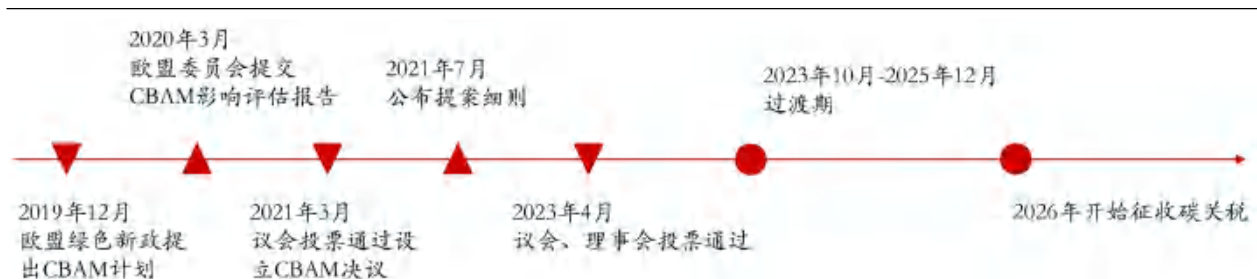 2020年3月
欧盟委员会提交
CBAM影响评估报告
2021年7月
公布提案细则
2023年10月-2025年12月
过渡期
2019年12月
欧盟绿色新政提
出CBAM计划
2021年3月
议会投票通过设
立CBAM决议
2023年4月
议会、理事会投票通过
2026年开始征收碳关税